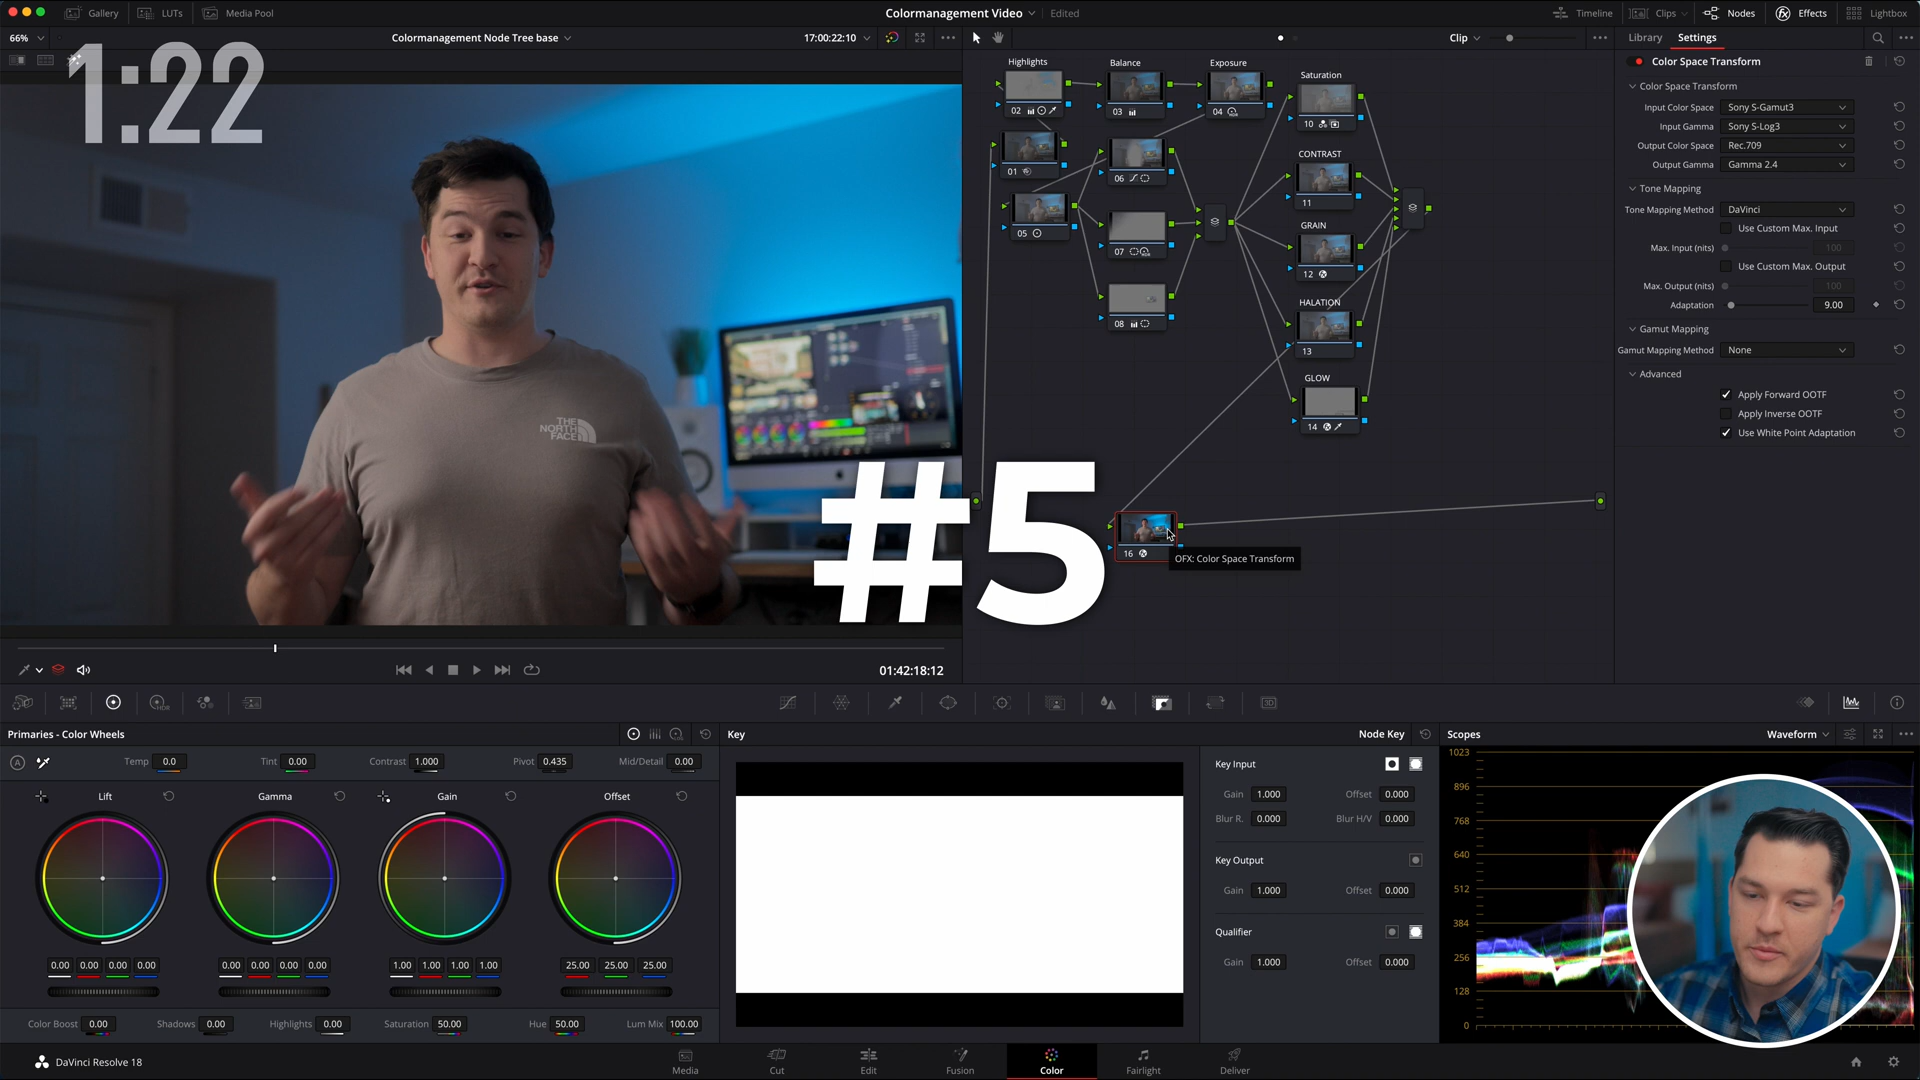 Gallery
LUTs
Media Pool
Colormanagement Video
Edited
Timeline
Clips
Nodes
Effects
Lightbox
66%
Colormanagement Node Tree base
17:00:22:10
Clip
Library
Settings
1:22
Highlights
Balance
Exposure
Saturation
02
03
04
10
01
06
CONTRAST
11
05
07
GRAIN
12
08
HALATION
13
GLOW
14
16
OFX: Color Space Transform
Color Space Transform
Color Space Transform
Input Color Space Sony S-Gamut3
Input Gamma Sony S-Log3
Output Color Space Rec.709
Output Gamma Gamma 2.4
Tone Mapping
Tone Mapping Method DaVinci
Use Custom Max. Input
Max. Input (nits) 100
Use Custom Max. Output
Max. Output (nits) 100
Adaptation 9.00
Gamut Mapping
Gamut Mapping Method None
Advanced
Apply Forward OOTF
Apply Inverse OOTF
Use White Point Adaptation
THE
NORTH
FACE
#5
01:42:18:12
HDR
3D
Primaries - Color Wheels
Key
Node Key
Scopes
Waveform
A
Temp 0.0 Tint 0.00 Contrast 1.000 Pivot 0.435 Mid/Detail 0.00
Lift Gamma Gain Offset
0.00 0.00 0.00 0.00
0.00 0.00 0.00 0.00
1.00 1.00 1.00 1.00
25.00 25.00 25.00
Color Boost 0.00 Shadows 0.00 Highlights 0.00 Saturation 50.00 Hue 50.00 Lum Mix 100.00
Key Input
Gain 1.000 Offset 0.000
Blur R. 0.000 Blur H/V 0.000
Key Output
Gain 1.000 Offset 0.000
Qualifier
Gain 1.000 Offset 0.000
1023
896
768
640
512
384
256
128
0
DaVinci Resolve 18
Media
Cut
Edit
Fusion
Color
Fairlight
Deliver